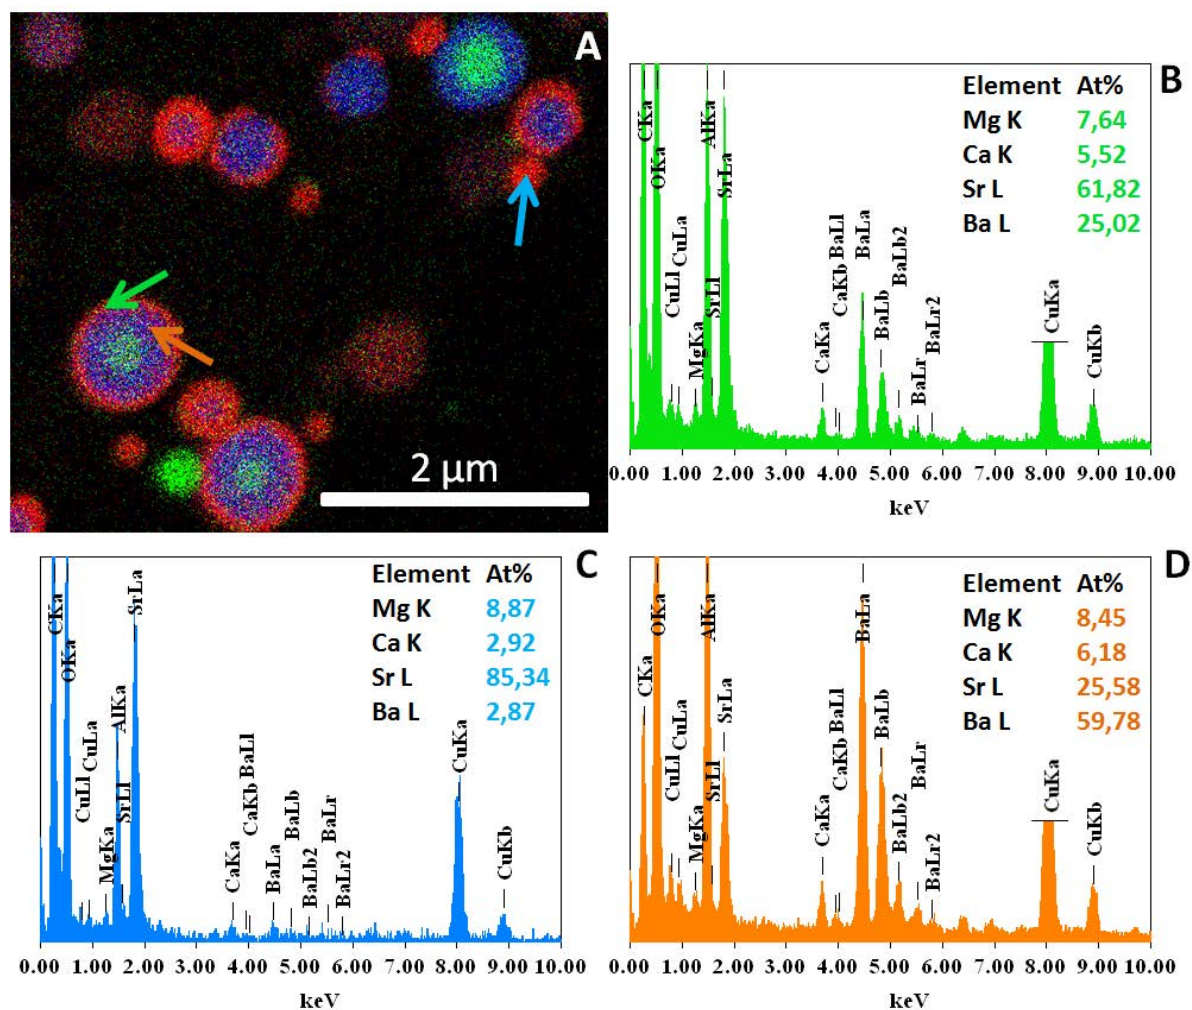 A
2 μm
B
Element At%
Mg K 7,64
Ca K 5,52
Sr L 61,82
Ba L 25,02
CKa
OKa
CuLl
CuLa
MgKa
AlKa
SrLl
SrLa
CaKa
CaKb
BaLl
BaLa
BaLb
BaLb2
BaLr
BaLr2
CuKa
CuKb
0.00 1.00 2.00 3.00 4.00 5.00 6.00 7.00 8.00 9.00 10.00
keV
C
Element At%
Mg K 8,87
Ca K 2,92
Sr L 85,34
Ba L 2,87
CKa
OKa
CuLl
CuLa
MgKa
AlKa
SrLl
SrLa
CaKa
CaKb
BaLl
BaLa
BaLb
BaLb2
BaLr
BaLr2
CuKa
CuKb
0.00 1.00 2.00 3.00 4.00 5.00 6.00 7.00 8.00 9.00 10.00
keV
D
Element At%
Mg K 8,45
Ca K 6,18
Sr L 25,58
Ba L 59,78
CKa
OKa
CuLl
CuLa
MgKa
AlKa
SrLl
SrLa
CaKa
CaKb
BaLl
BaLa
BaLb
BaLb2
BaLr
BaLr2
CuKa
CuKb
0.00 1.00 2.00 3.00 4.00 5.00 6.00 7.00 8.00 9.00 10.00
keV